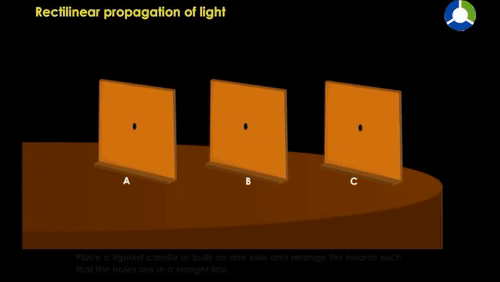 Rectilinear propagation of light
A
B
C
Place a lighted candle or bulb on one side and arrange the boards such
that the holes are in a straight line